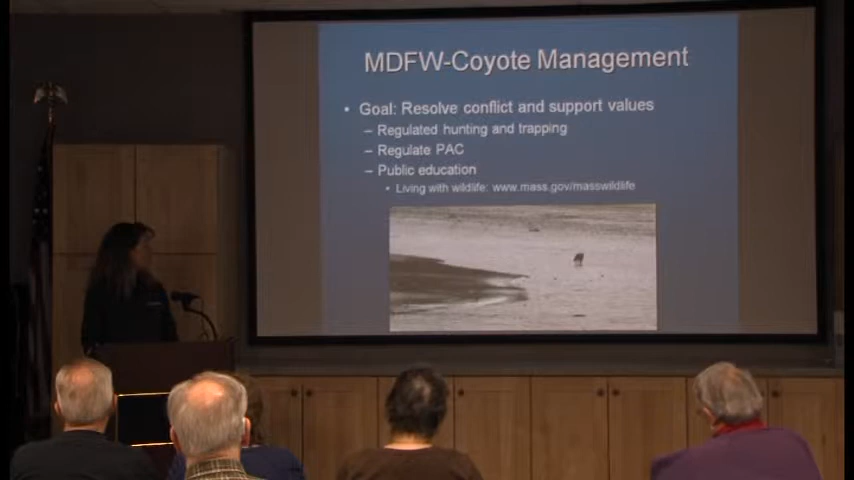 MDFW-Coyote Management
• Goal: Resolve conflict and support values
– Regulated hunting and trapping
– Regulate PAC
– Public education
• Living with wildlife: www.mass.gov/masswildlife